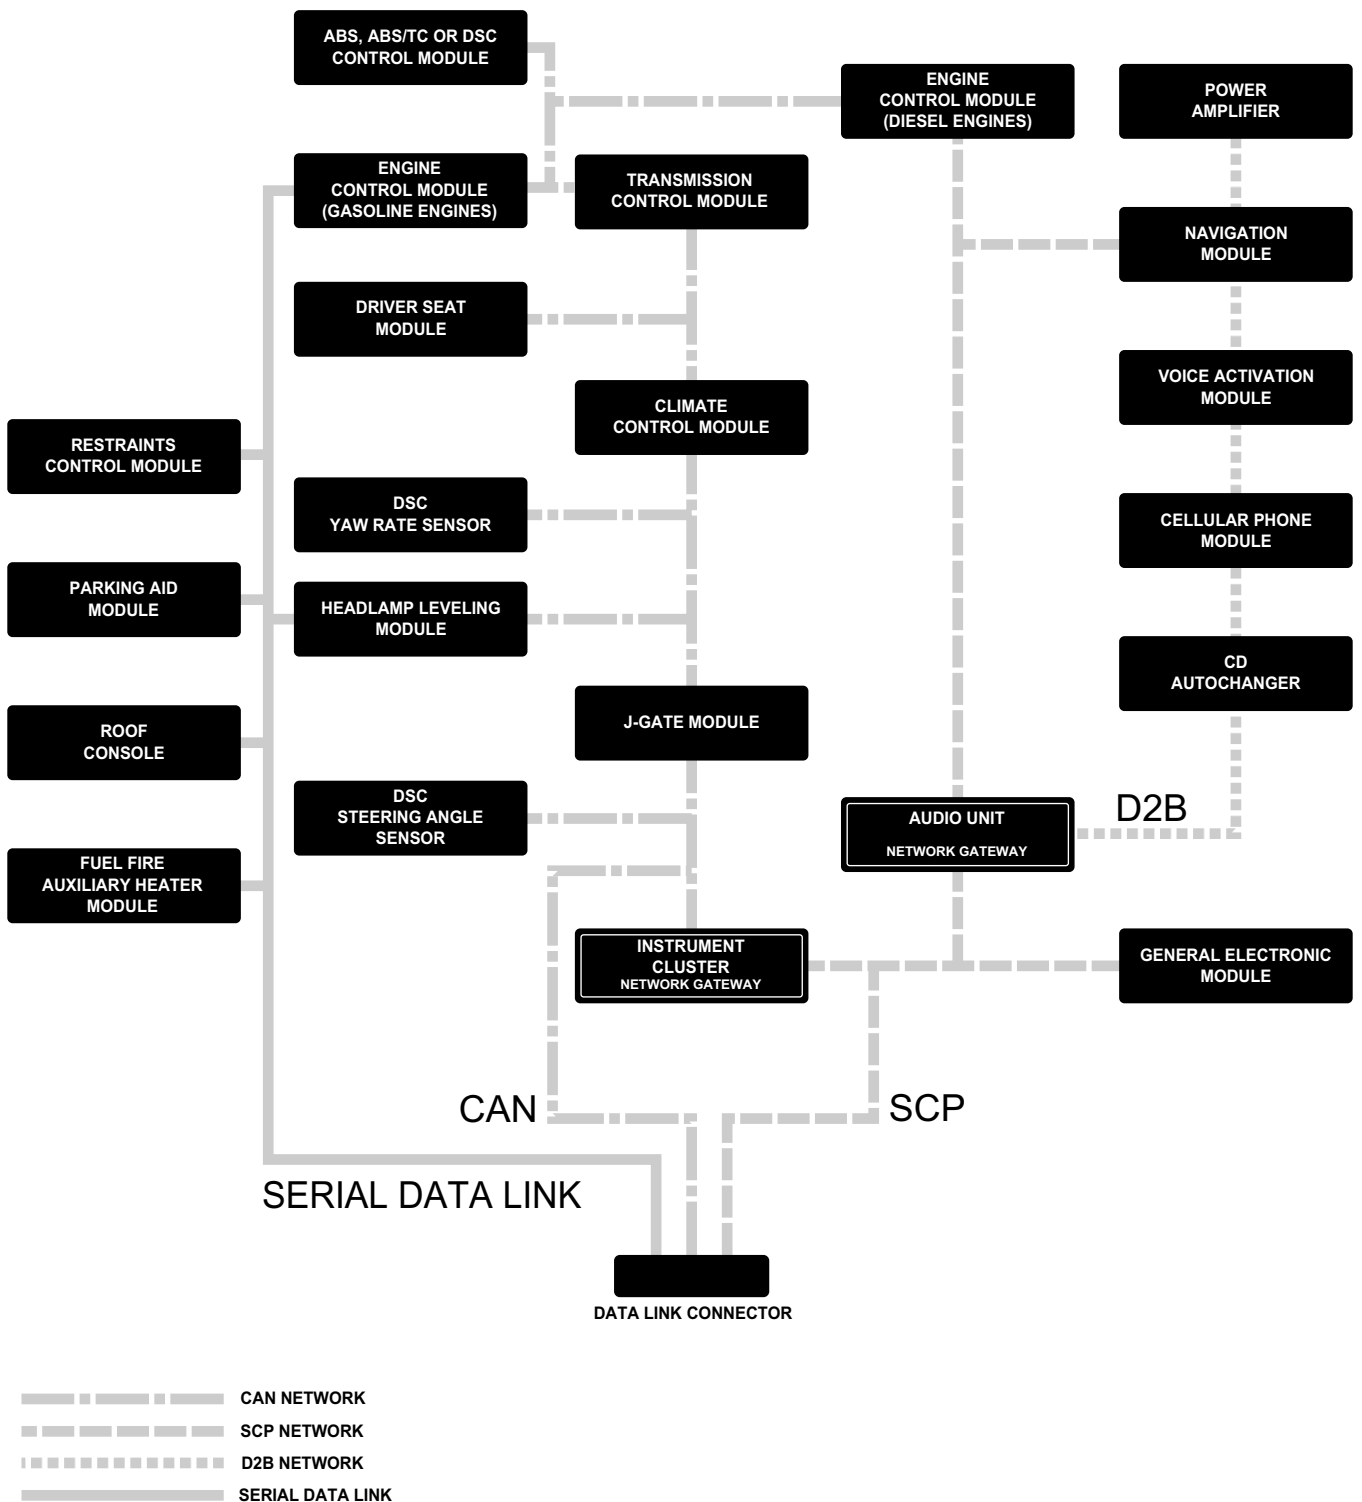 ABS, ABS/TC OR DSC
CONTROL MODULE
ENGINE
CONTROL MODULE
(DIESEL ENGINES)
POWER
AMPLIFIER
ENGINE
CONTROL MODULE
(GASOLINE ENGINES)
TRANSMISSION
CONTROL MODULE
NAVIGATION
MODULE
DRIVER SEAT
MODULE
VOICE ACTIVATION
MODULE
CLIMATE
CONTROL MODULE
RESTRAINTS
CONTROL MODULE
DSC
YAW RATE SENSOR
CELLULAR PHONE
MODULE
PARKING AID
MODULE
HEADLAMP LEVELING
MODULE
CD
AUTOCHANGER
J-GATE MODULE
ROOF
CONSOLE
DSC
STEERING ANGLE
SENSOR
AUDIO UNIT
NETWORK GATEWAY
D2B
FUEL FIRE
AUXILIARY HEATER
MODULE
INSTRUMENT
CLUSTER
NETWORK GATEWAY
GENERAL ELECTRONIC
MODULE
CAN
SCP
SERIAL DATA LINK
DATA LINK CONNECTOR
CAN NETWORK
SCP NETWORK
D2B NETWORK
SERIAL DATA LINK